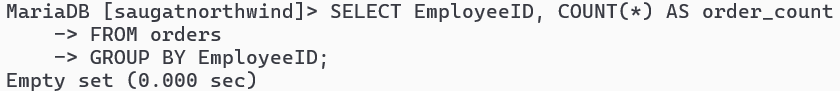 MariaDB [saugatnorthwind]> SELECT EmployeeID, COUNT(*) AS order_count
    -> FROM orders
    -> GROUP BY EmployeeID;
Empty set (0.000 sec)